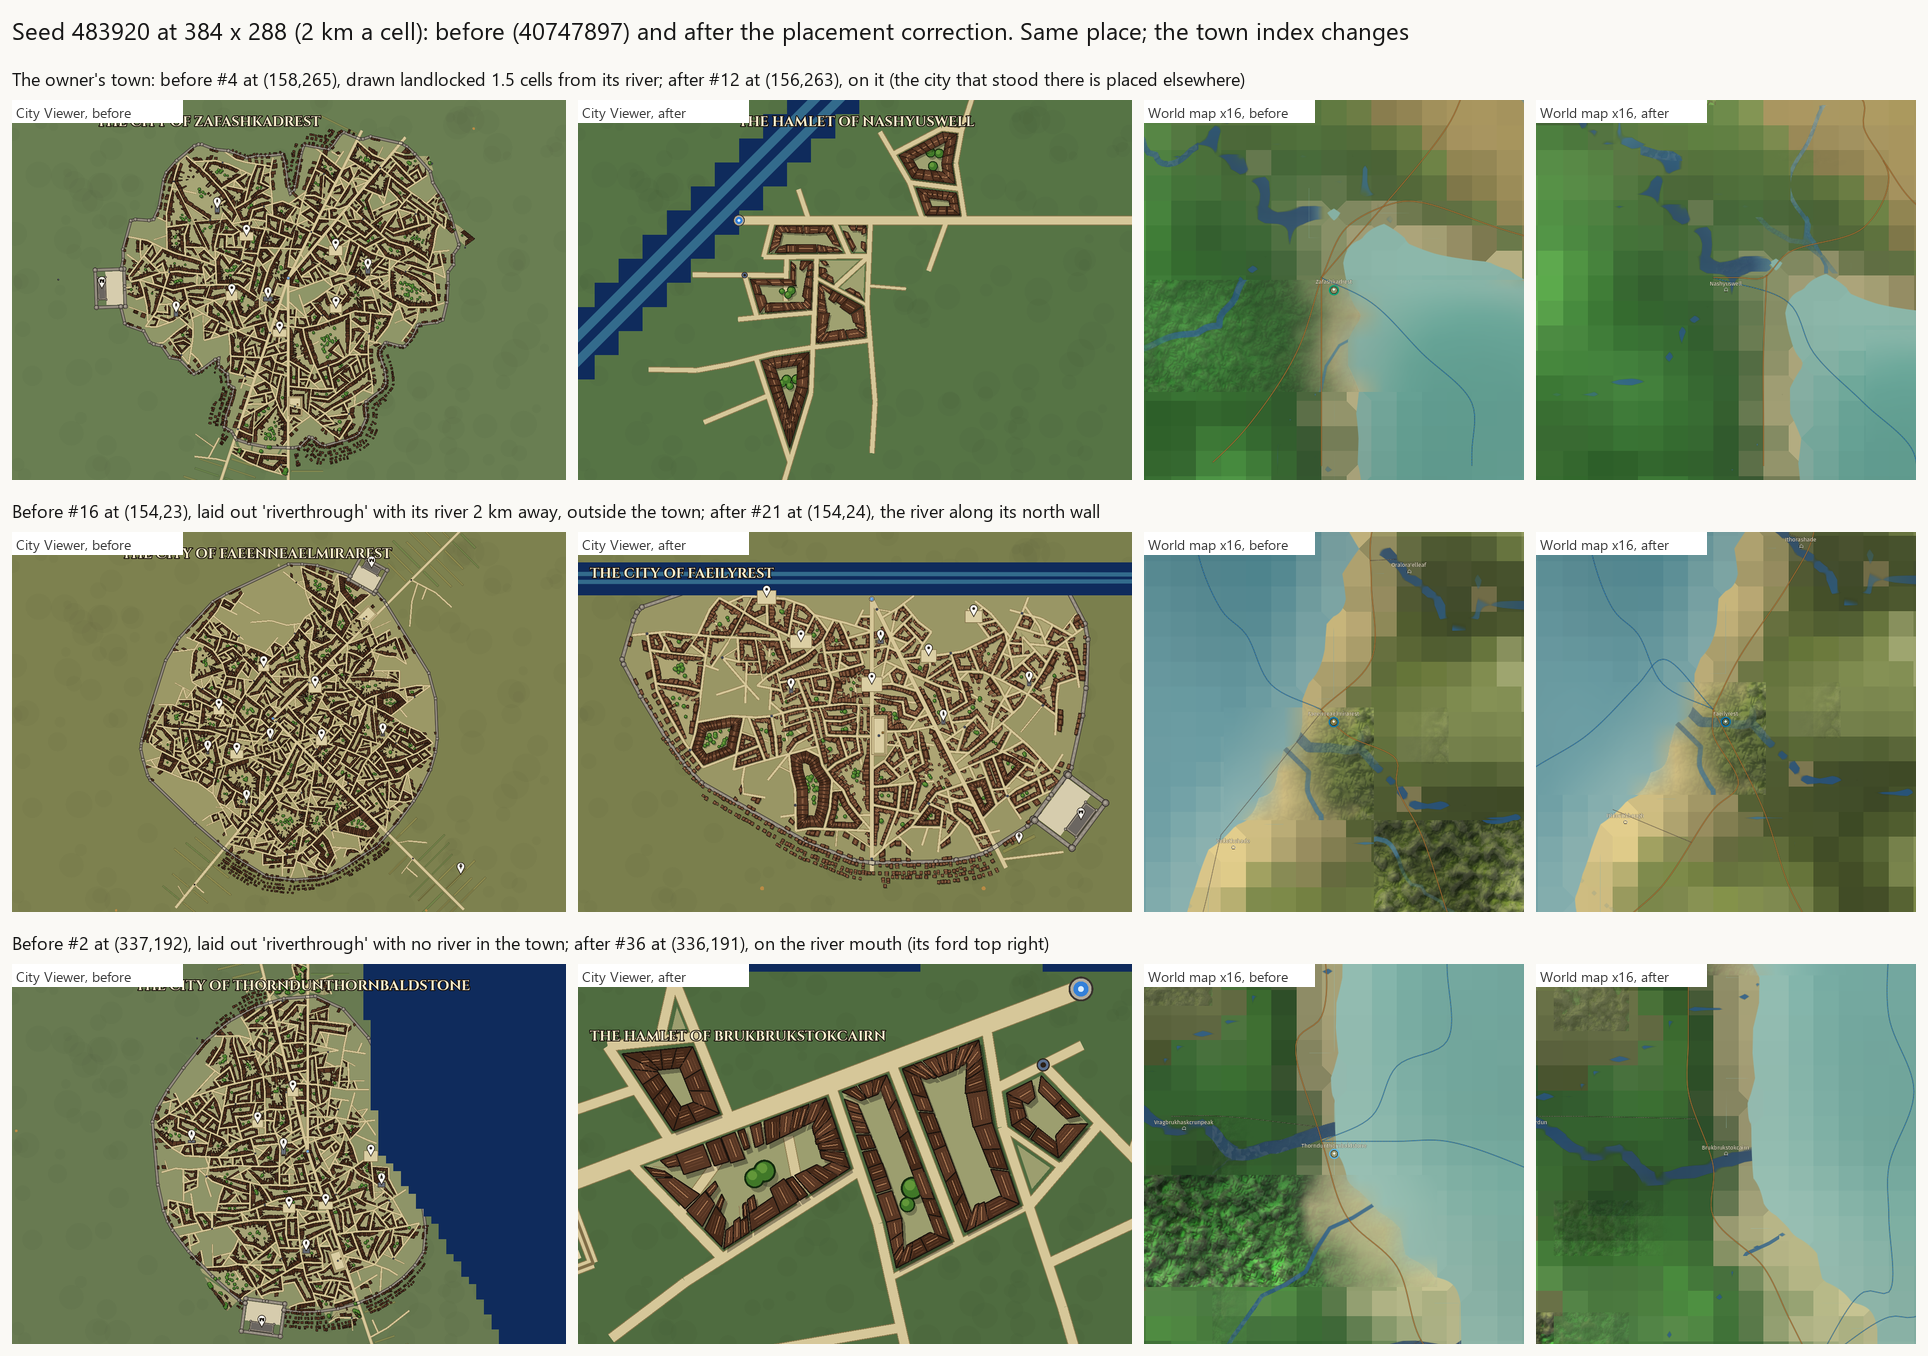 Seed 483920 at 384 x 288 (2 km a cell): before (40747897) and after the placement correction. Same place; the town index changes
The owner's town: before #4 at (158,265), drawn landlocked 1.5 cells from its river; after #12 at (156,263), on it (the city that stood there is placed elsewhere)
City Viewer, before
CITY OF ZAFASHKADREST
City Viewer, after
THE HAMLET OF NASHYUSWELL
World map x16, before
World map x16, after
Nashyuswell
Before #16 at (154,23), laid out 'riverthrough' with its river 2 km away, outside the town; after #21 at (154,24), the river along its north wall
City Viewer, before
CITY OF FAEENNEAELMIRAREST
City Viewer, after
THE CITY OF FAEILYREST
World map x16, before
World map x16, after
Before #2 at (337,192), laid out 'riverthrough' with no river in the town; after #36 at (336,191), on the river mouth (its ford top right)
City Viewer, before
CITY OF THORNDUNTHORNBALDSTONE
City Viewer, after
THE HAMLET OF BRUKBRUKSTOKCAIRN
World map x16, before
World map x16, after
Brukbrukstokcairn